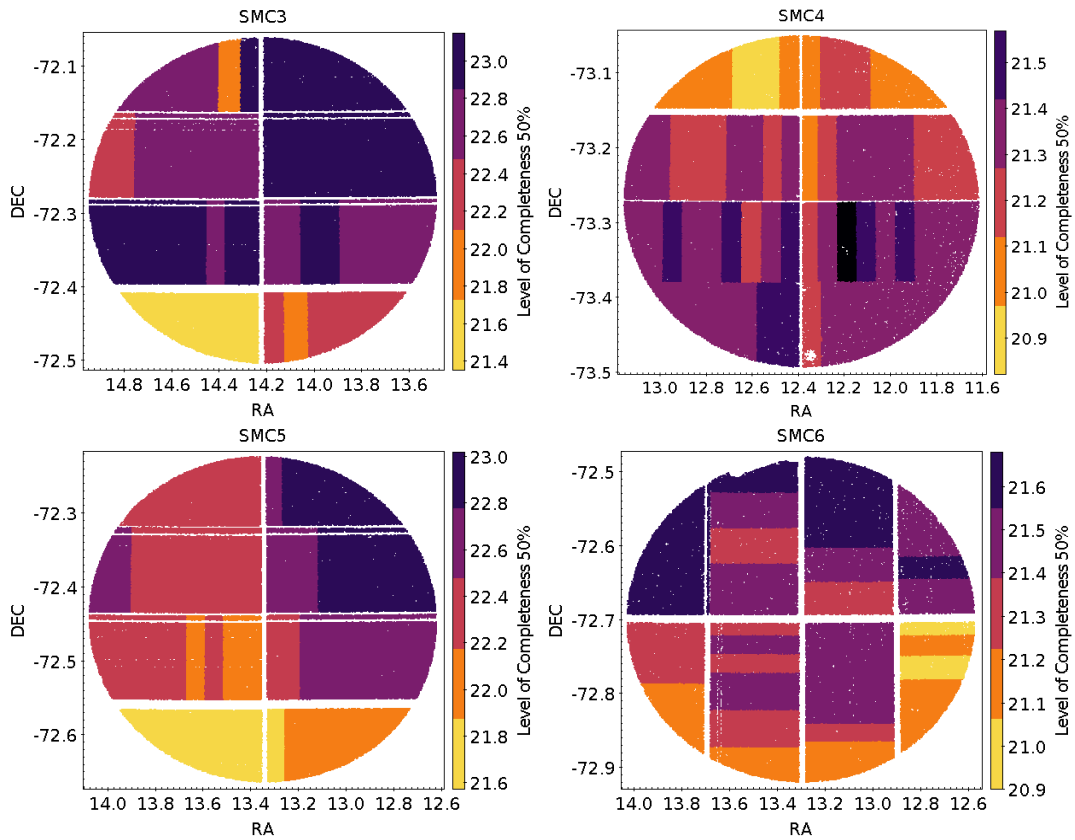 SMC3
-72.1
-72.2
-72.3
-72.4
-72.5
DEC
14.8 14.6 14.4 14.2 14.0 13.8 13.6
RA
23.0
22.8
22.6
22.4
22.2
22.0
21.6
21.4
Level of Completeness 50%
SMC4
-73.1
-73.2
-73.3
-73.4
-73.5
DEC
13.0 12.8 12.6 12.4 12.2 12.0 11.8 11.6
RA
21.5
21.4
21.3
21.2
21.1
21.0
20.9
Level of Completeness 50%
SMC5
-72.3
-72.4
-72.5
-72.6
DEC
14.0 13.8 13.6 13.4 13.2 13.0 12.8
RA
23.0
22.8
22.6
22.4
22.2
22.0
21.8
21.6
Level of Completeness 50%
SMC6
-72.5
-72.6
-72.7
-72.8
-72.9
DEC
14.0 13.8 13.6 13.4 13.2 13.0 12.8 12.6
RA
21.6
21.5
21.4
21.3
21.2
21.0
20.9
Level of Completeness 50%